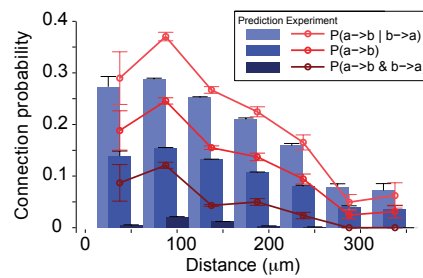 Prediction Experiment
P(a->b | b->a)
P(a->b)
P(a->b & b->a
Connection probability
0.4
0.3
0.2
0.1
0
0
100
200
300
Distance (μm)